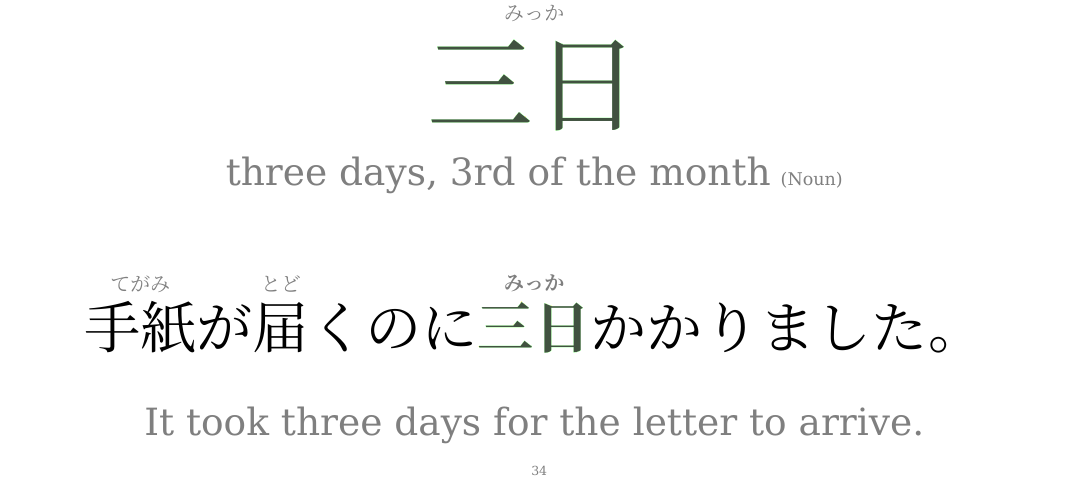 みっか
三日
three days, 3rd of the month (Noun)
てがみ とど みっか
手紙が届くのに三日かかりました。
It took three days for the letter to arrive.
34